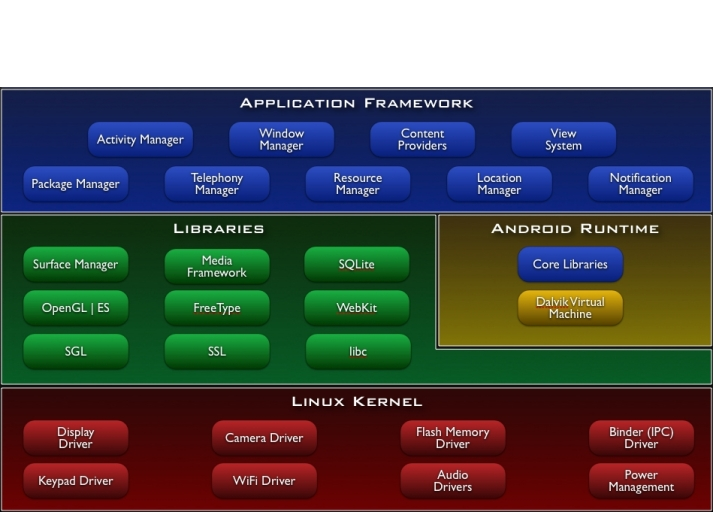 APPLICATION FRAMEWORK
Activity Manager
Window
Manager
Content
Providers
View
System
Package Manager
Telephony
Manager
Resource
Manager
Location
Manager
Notification
Manager
LIBRARIES
Surface Manager
Media
Framework
SQLite
OpenGL | ES
FreeType
WebKit
SGL
SSL
libc
ANDROID RUNTIME
Core Libraries
Dalvik Virtual
Machine
LINUX KERNEL
Display
Driver
Camera Driver
Flash Memory
Driver
Binder (IPC)
Driver
Keypad Driver
WiFi Driver
Audio
Drivers
Power
Management